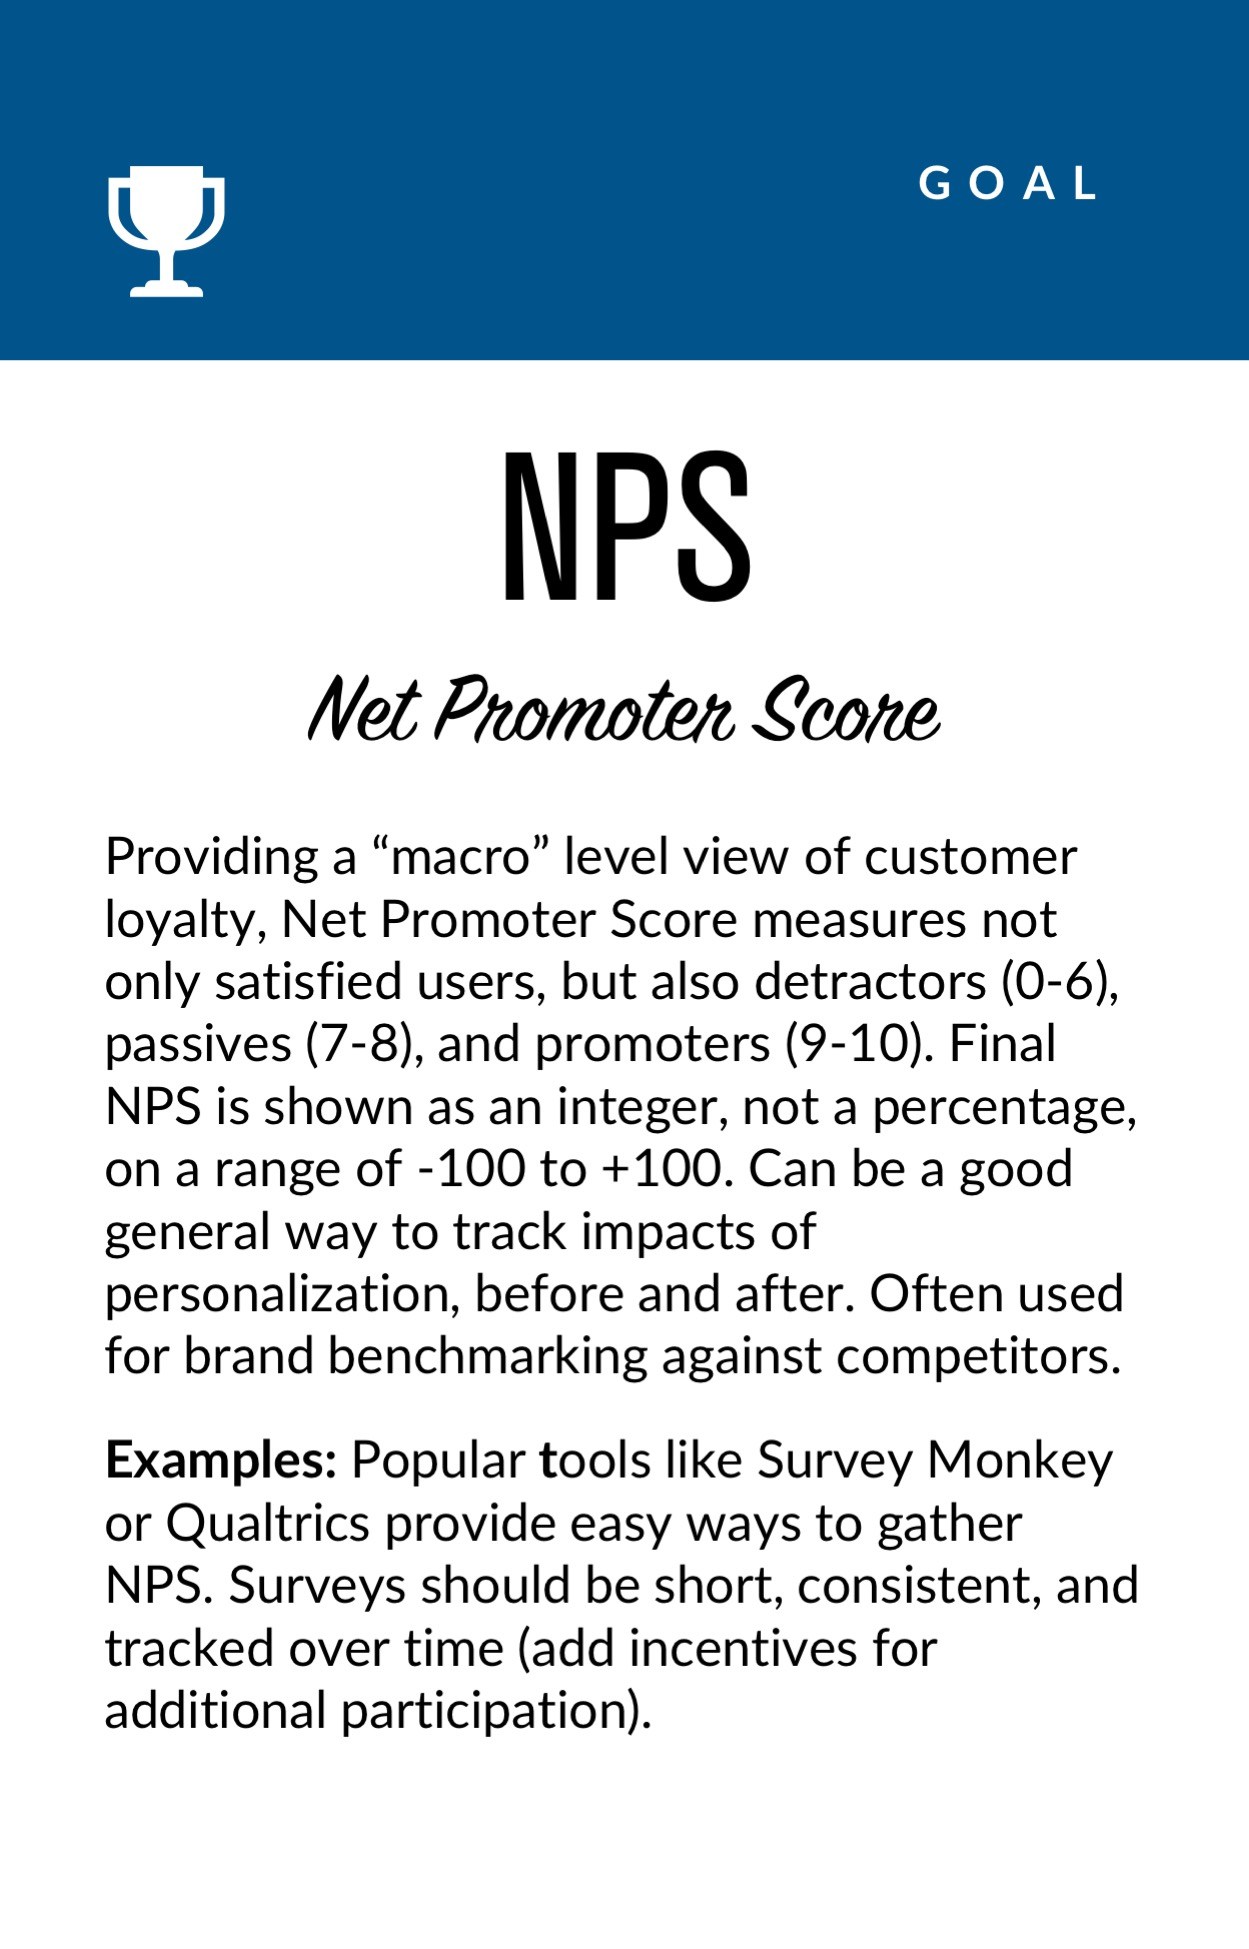 GOAL
NPS
Net Promoter Score
Providing a “macro” level view of customer
loyalty, Net Promoter Score measures not
only satisfied users, but also detractors (0-6),
passives (7-8), and promoters (9-10). Final
NPS is shown as an integer, not a percentage,
on a range of -100 to +100. Can be a good
general way to track impacts of
personalization, before and after. Often used
for brand benchmarking against competitors.
Examples: Popular tools like Survey Monkey
or Qualtrics provide easy ways to gather
NPS. Surveys should be short, consistent, and
tracked over time (add incentives for
additional participation).